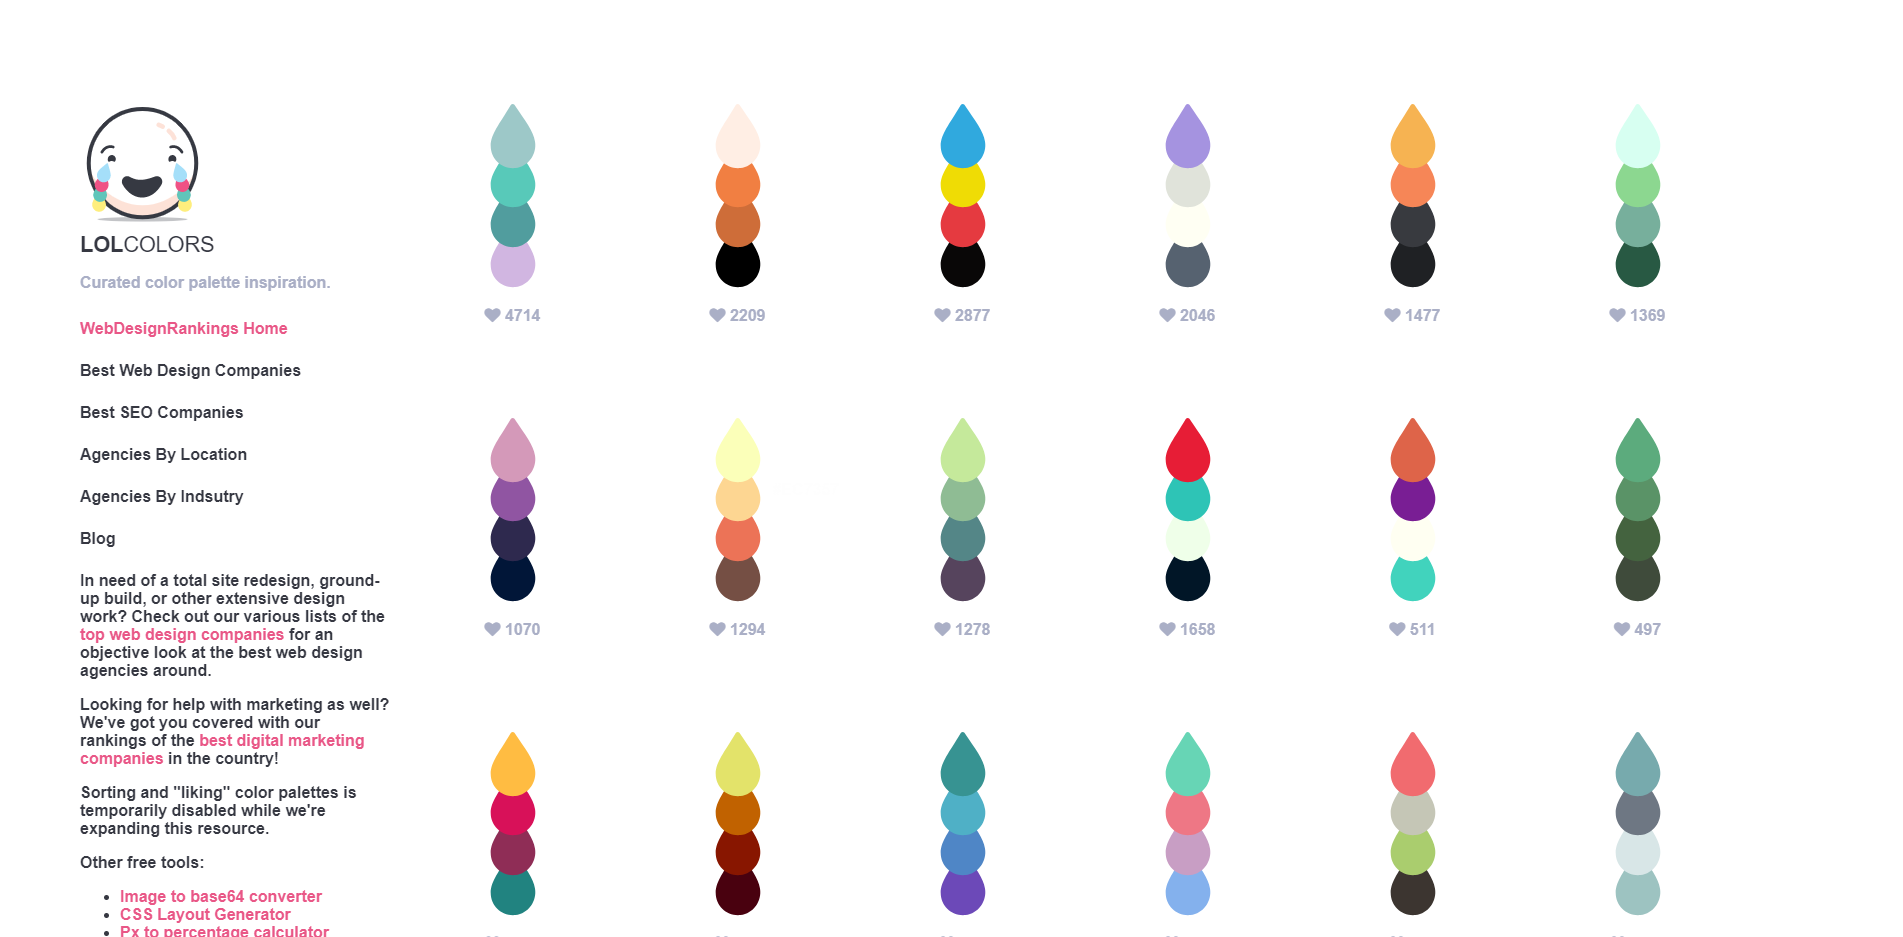 LOLCOLORS
Curated color palette inspiration.
WebDesignRankings Home
Best Web Design Companies
Best SEO Companies
Agencies By Location
Agencies By Indsutry
Blog
In need of a total site redesign, ground-
up build, or other extensive design
work? Check out our various lists of the
top web design companies for an
objective look at the best web design
agencies around.
Looking for help with marketing as well?
We've got you covered with our
rankings of the best digital marketing
companies in the country!
Sorting and "liking" color palettes is
temporarily disabled while we're
expanding this resource.
Other free tools:
Image to base64 converter
CSS Layout Generator
Px to percentage calculator
4714 2209 2877 2046 1477 1369
1070 1294 1278 1658 511 497